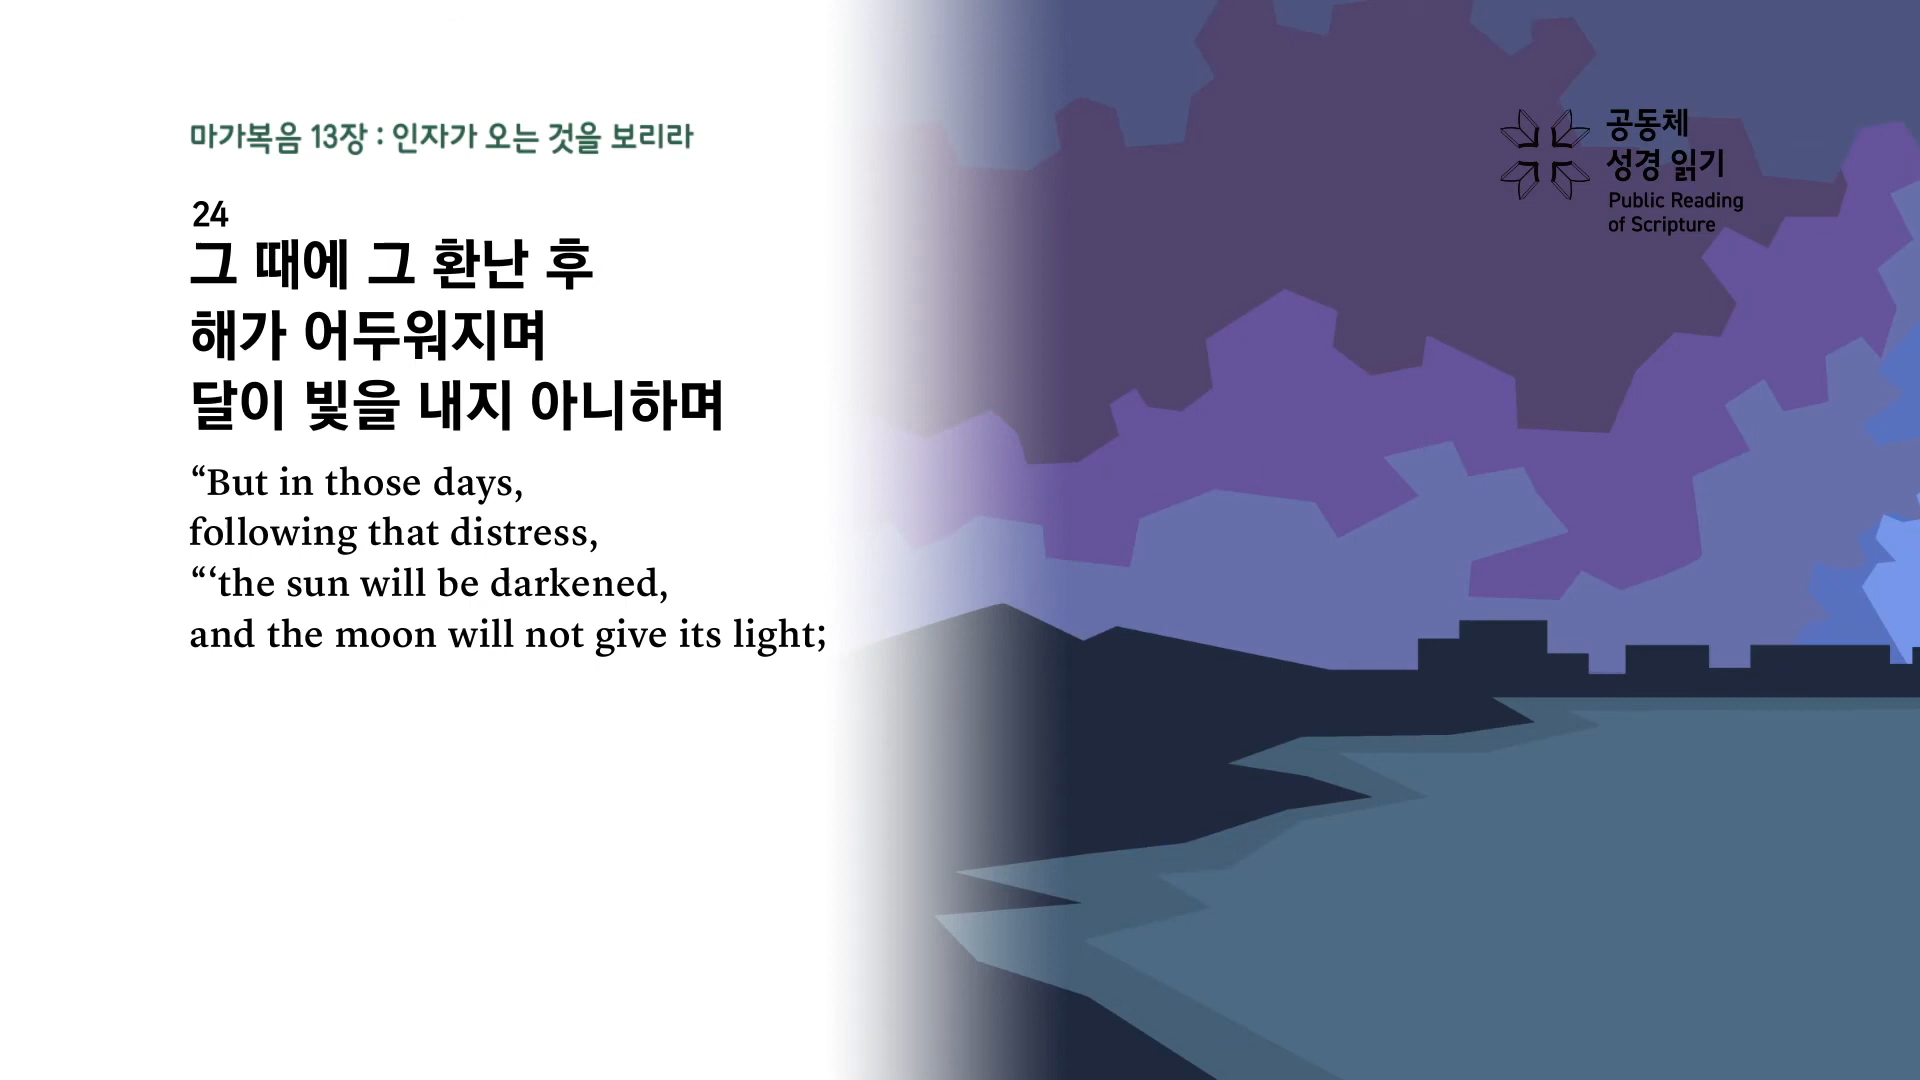 마가복음 13장 : 인자가 오는 것을 보리라
24
그 때에 그 환난 후
해가 어두워지며
달이 빛을 내지 아니하며
“But in those days,
following that distress,
“‘the sun will be darkened,
and the moon will not give its light;
공동체
성경 읽기
Public Reading
of Scripture